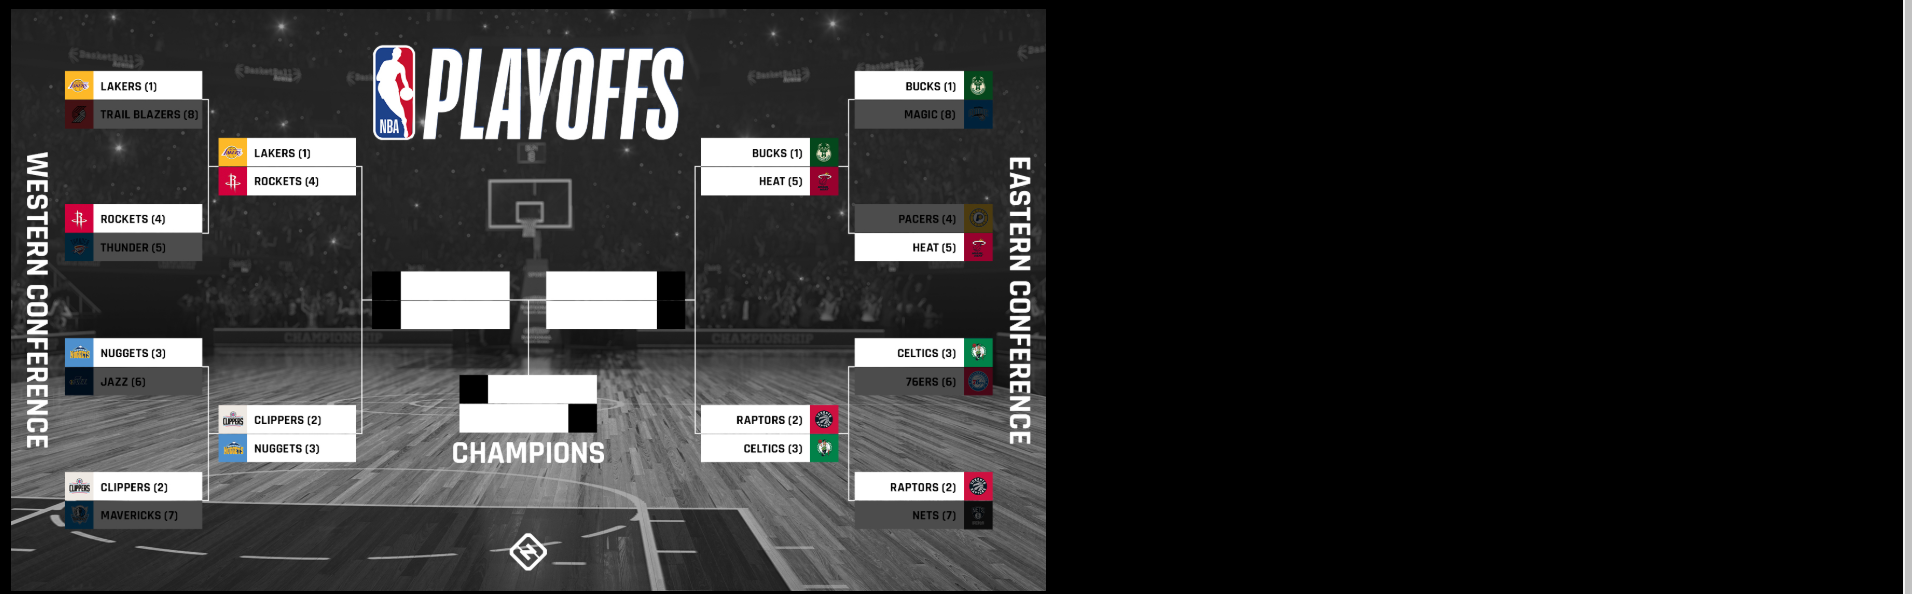 PLAYOFFS
NBA
WESTERN CONFERENCE
LAKERS (1)
TRAIL BLAZERS (8)
ROCKETS (4)
THUNDER (5)
NUGGETS (3)
JAZZ (6)
CLIPPERS (2)
MAVERICKS (7)
LAKERS (1)
ROCKETS (4)
CLIPPERS (2)
NUGGETS (3)
CHAMPIONSHIP
CHAMPIONSHIP
CHAMPIONS
BUCKS (1)
HEAT (5)
RAPTORS (2)
CELTICS (3)
BUCKS (1)
MAGIC (8)
PACERS (4)
HEAT (5)
CELTICS (3)
76ERS (6)
RAPTORS (2)
NETS (7)
EASTERN CONFERENCE